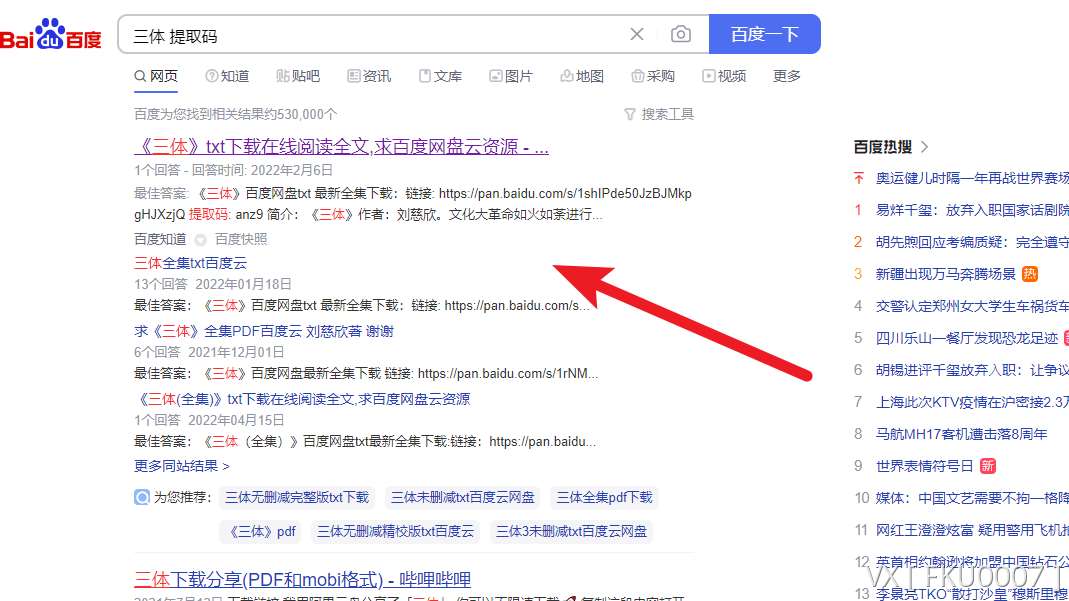 Bai du 百度
三体 提取码
百度一下
网页 知道 贴吧 资讯 文库 图片 地图 采购 视频 更多
百度为您找到相关结果约530,000个
搜索工具
《三体》txt下载在线阅读全文,求百度网盘云资源 - ...
1个回答 - 回答时间: 2022年2月6日
最佳答案: 《三体》百度网盘txt 最新全集下载：链接: https://pan.baidu.com/s/1shIPde50JzBJMkp
gHJXzjQ 提取码: anz9 简介：《三体》作者：刘慈欣。文化大革命如火如荼进行...
百度知道 百度快照
三体全集txt百度云
13个回答 2022年01月18日
最佳答案：《三体》百度网盘txt 最新全集下载：链接: https://pan.baidu.com/s...
求《三体》全集PDF百度云 刘慈欣著 谢谢
6个回答 2021年12月01日
最佳答案：《三体》百度网盘最新全集下载 链接: https://pan.baidu.com/s/1rNM...
《三体(全集)》txt下载在线阅读全文,求百度网盘云资源
1个回答 2022年04月15日
最佳答案：《三体（全集）》百度网盘txt最新全集下载:链接：https://pan.baidu...
更多同站结果 >
为您推荐：
三体无删减完整版txt下载
三体未删减txt百度云网盘
三体全集pdf下载
《三体》pdf
三体无删减精校版txt百度云
三体3未删减txt百度云网盘
三体下载分享(PDF和mobi格式) - 哔哩哔哩
百度热搜 >
奥运健儿时隔一年再战世界赛场
1 易烊千玺：放弃入职国家话剧院
2 胡先煦回应考编质疑：完全遵守
3 新疆出现万马奔腾场景 热
4 交警认定郑州女大学生车祸货车
5 四川乐山一餐厅发现恐龙足迹
6 胡锡进评千玺放弃入职：让争议
7 上海此次KTV疫情在沪密接2.3万
8 马航MH17客机遭击落8周年
9 世界表情符号日 新
10 媒体：中国文艺需要不拘一格降
11 网红王澄澄炫富 疑用警用飞机拍
12 英首相约翰逊将加盟中国钻石公
13 李景亮TKO“散打沙皇”穆斯里穆